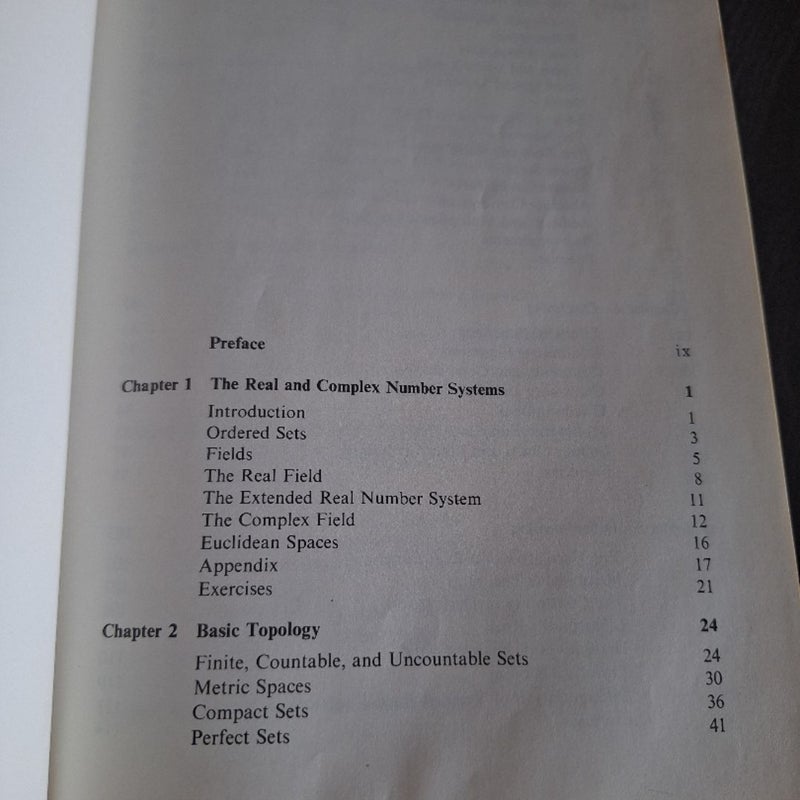 Preface ix
Chapter 1 The Real and Complex Number Systems 1
Introduction 1
Ordered Sets 3
Fields 5
The Real Field 8
The Extended Real Number System 11
The Complex Field 12
Euclidean Spaces 16
Appendix 17
Exercises 21
Chapter 2 Basic Topology 24
Finite, Countable, and Uncountable Sets 24
Metric Spaces 30
Compact Sets 36
Perfect Sets 41